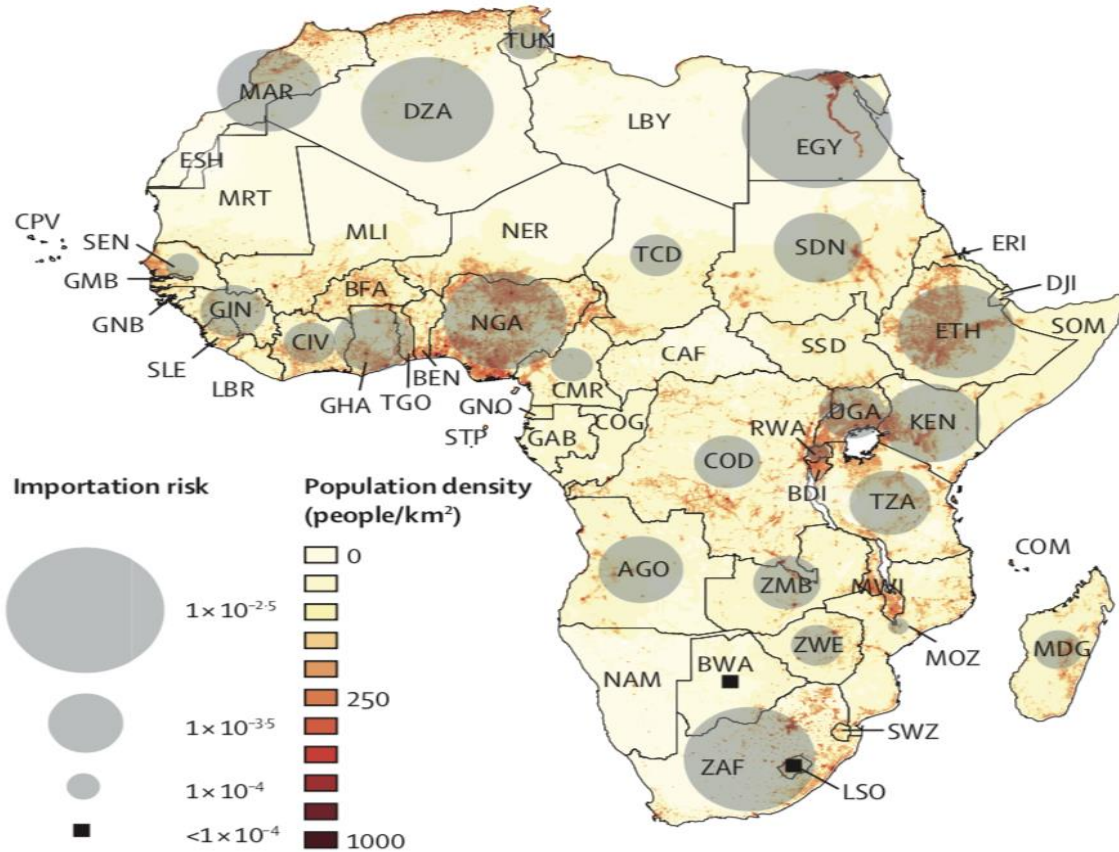 TUN
MAR
DZA
LBY
EGY
ESH
MRT
CPV
MLI
NER
SEN
TCD
SDN
ERI
GMB
DJI
BFA
GNB
GIN
NGA
ETH
SOM
CIV
SLE
CAF
SSD
LBR
BEN
CMR
GHA
TGO
GNQ
UGA
KEN
STP
GAB
COG
RWA
COD
BDI
TZA
COM
AGO
ZMB
MWI
ZWE
MOZ
MDG
NAM
BWA
SWZ
ZAF
LSO
Importation risk
1 × 10⁻²·⁵
1 × 10⁻³·⁵
1 × 10⁻⁴
<1 × 10⁻⁴
Population density
(people/km²)
0
250
1000